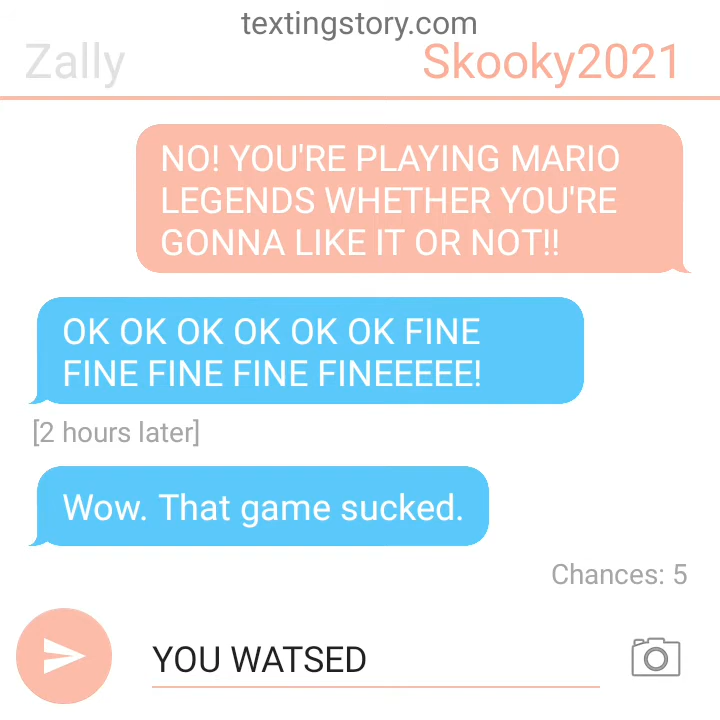 textingstory.com
Zally
Skooky2021
NO! YOU'RE PLAYING MARIO
LEGENDS WHETHER YOU'RE
GONNA LIKE IT OR NOT!!
OK OK OK OK OK OK FINE
FINE FINE FINE FINEEEEE!
[2 hours later]
Wow. That game sucked.
Chances: 5
YOU WATSED